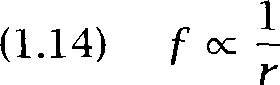 (1.14) f ∝ 1/r